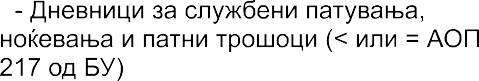 - Дневници за службени патувања,
ноќевања и патни трошоци (< или = АОП
217 од БУ)